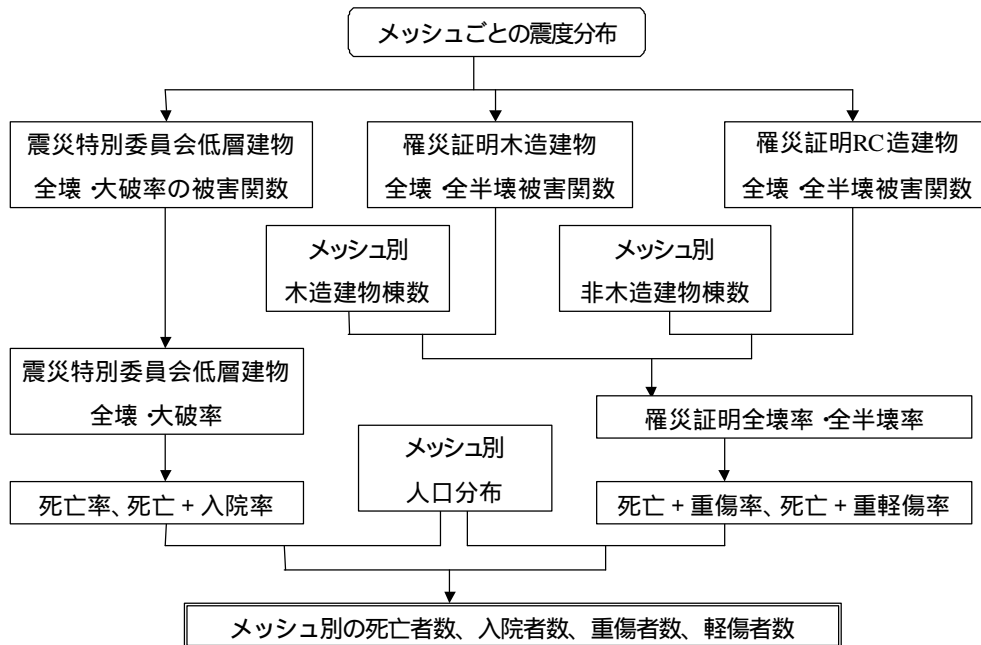 メッシュごとの震度分布
震災特別委員会低層建物
全壊・大破率の被害関数
罹災証明木造建物
全壊・全半壊被害関数
罹災証明RC造建物
全壊・全半壊被害関数
メッシュ別
木造建物棟数
メッシュ別
非木造建物棟数
震災特別委員会低層建物
全壊・大破率
罹災証明全壊率・全半壊率
メッシュ別
人口分布
死亡率、死亡+入院率
死亡+重傷率、死亡+重軽傷率
メッシュ別の死亡者数、入院者数、重傷者数、軽傷者数